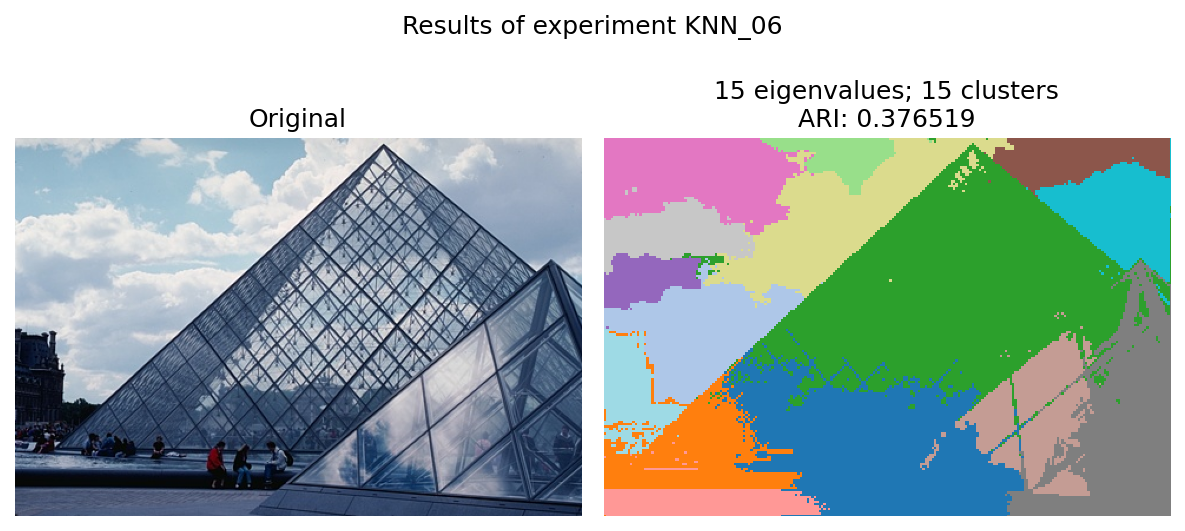 Results of experiment KNN_06
Original
15 eigenvalues; 15 clusters
ARI: 0.376519